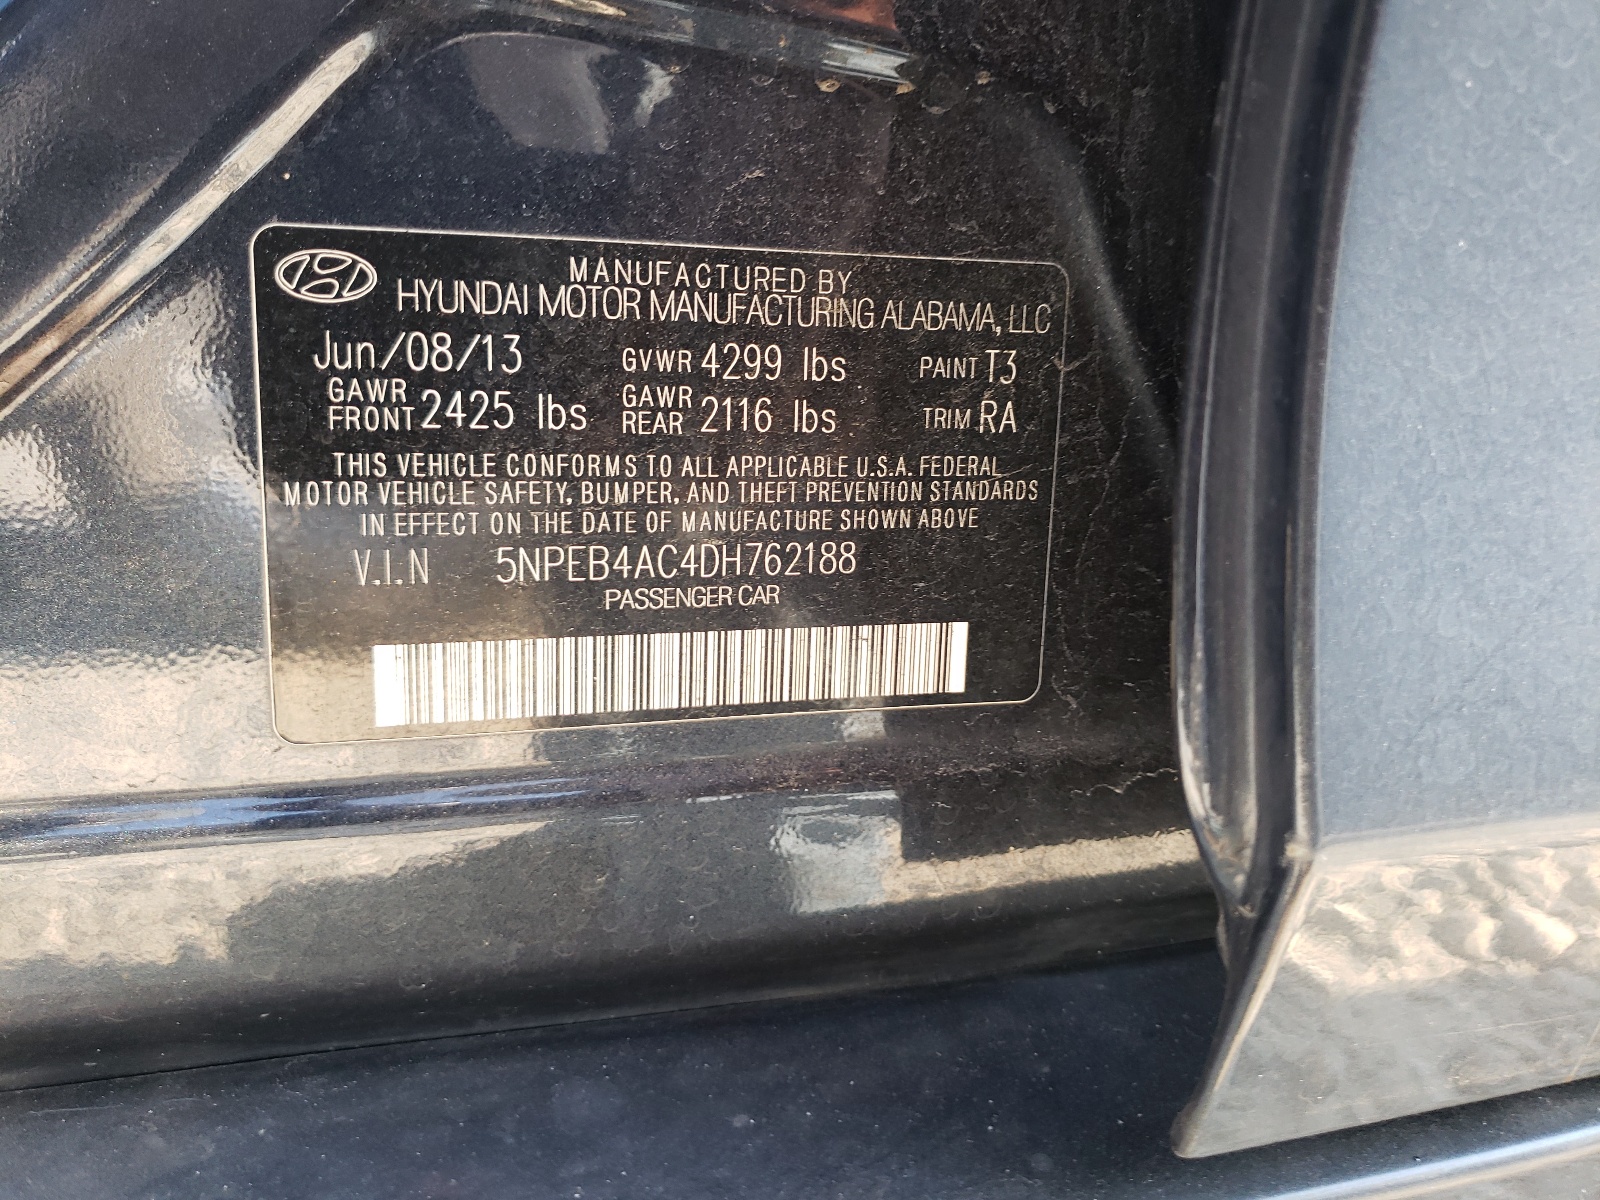 MANUFACTURED BY
HYUNDAI MOTOR MANUFACTURING ALABAMA, LLC
Jun/08/13 GVWR 4299 lbs PAINT T3
GAWR FRONT 2425 lbs GAWR REAR 2116 lbs TRIM RA
THIS VEHICLE CONFORMS TO ALL APPLICABLE U.S.A. FEDERAL
MOTOR VEHICLE SAFETY, BUMPER, AND THEFT PREVENTION STANDARDS
IN EFFECT ON THE DATE OF MANUFACTURE SHOWN ABOVE
V.I.N 5NPEB4AC4DH762188
PASSENGER CAR